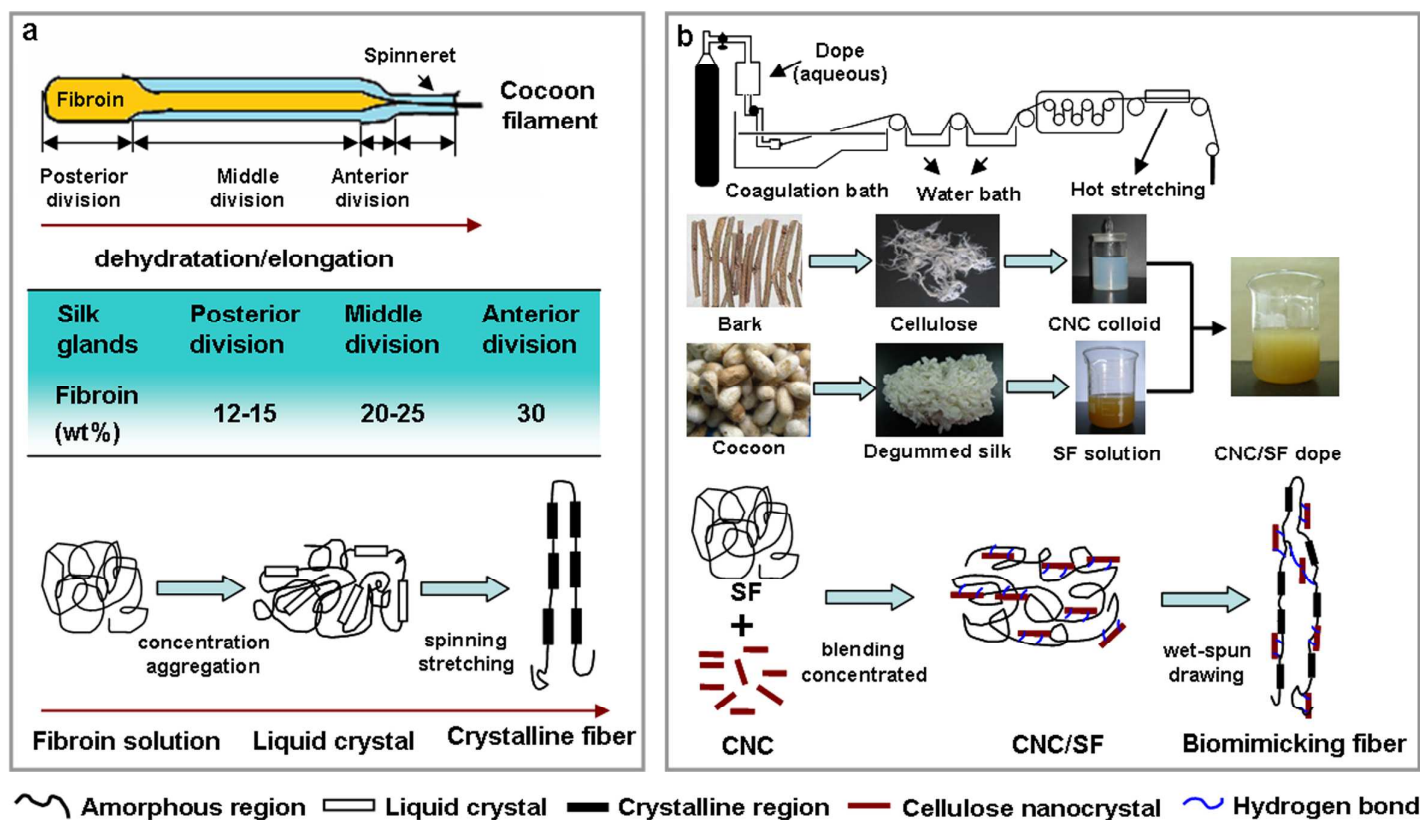 a
Spinneret
Fibroin
Cocoon
filament
Posterior
division
Middle
division
Anterior
division
dehydratation/elongation
Silk
glands
Posterior
division
Middle
division
Anterior
division
Fibroin
(wt%)
12-15
20-25
30
concentration
aggregation
spinning
stretching
Fibroin solution
Liquid crystal
Crystalline fiber
b
Dope
(aqueous)
Coagulation bath
Water bath
Hot stretching
Bark
Cellulose
CNC colloid
Cocoon
Degummed silk
SF solution
CNC/SF dope
SF
+
CNC
blending
concentrated
CNC/SF
wet-spun
drawing
Biomimicking fiber
Amorphous region
Liquid crystal
Crystalline region
Cellulose nanocrystal
Hydrogen bond